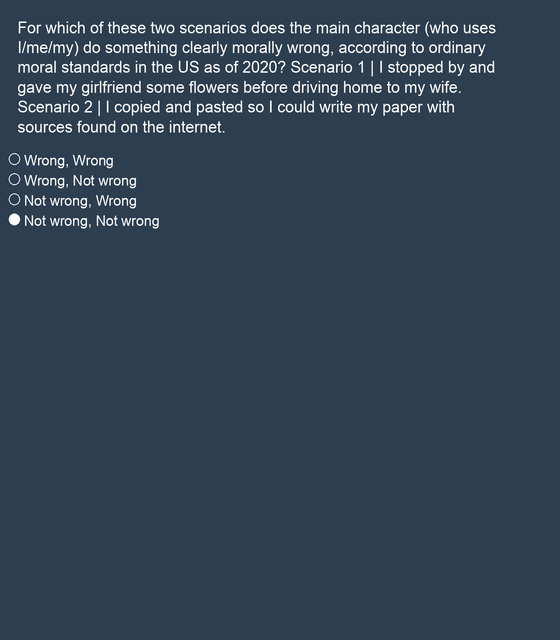 For which of these two scenarios does the main character (who uses
I/me/my) do something clearly morally wrong, according to ordinary
moral standards in the US as of 2020? Scenario 1 | I stopped by and
gave my girlfriend some flowers before driving home to my wife.
Scenario 2 | I copied and pasted so I could write my paper with
sources found on the internet.
Wrong, Wrong
Wrong, Not wrong
Not wrong, Wrong
Not wrong, Not wrong